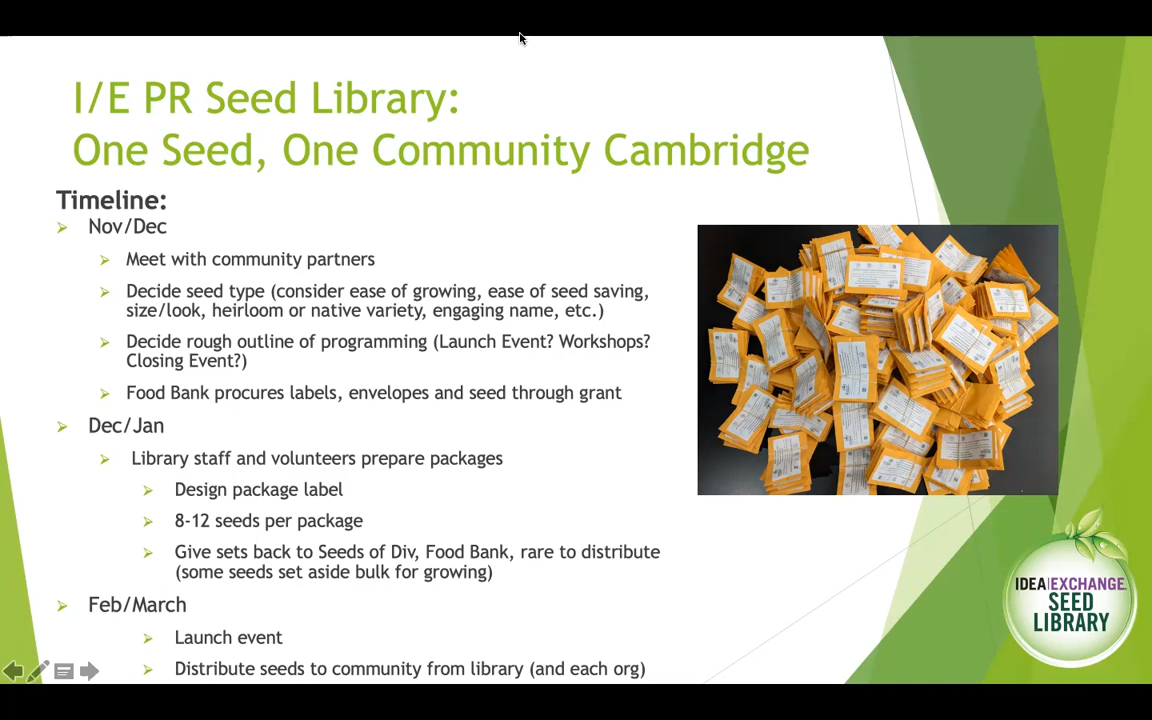 I/E PR Seed Library:
One Seed, One Community Cambridge
Timeline:
Nov/Dec
Meet with community partners
Decide seed type (consider ease of growing, ease of seed saving,
size/look, heirloom or native variety, engaging name, etc.)
Decide rough outline of programming (Launch Event? Workshops?
Closing Event?)
Food Bank procures labels, envelopes and seed through grant
Dec/Jan
Library staff and volunteers prepare packages
Design package label
8-12 seeds per package
Give sets back to Seeds of Div, Food Bank, rare to distribute
(some seeds set aside bulk for growing)
Feb/March
Launch event
Distribute seeds to community from library (and each org)
IDEA|EXCHANGE
SEED
LIBRARY